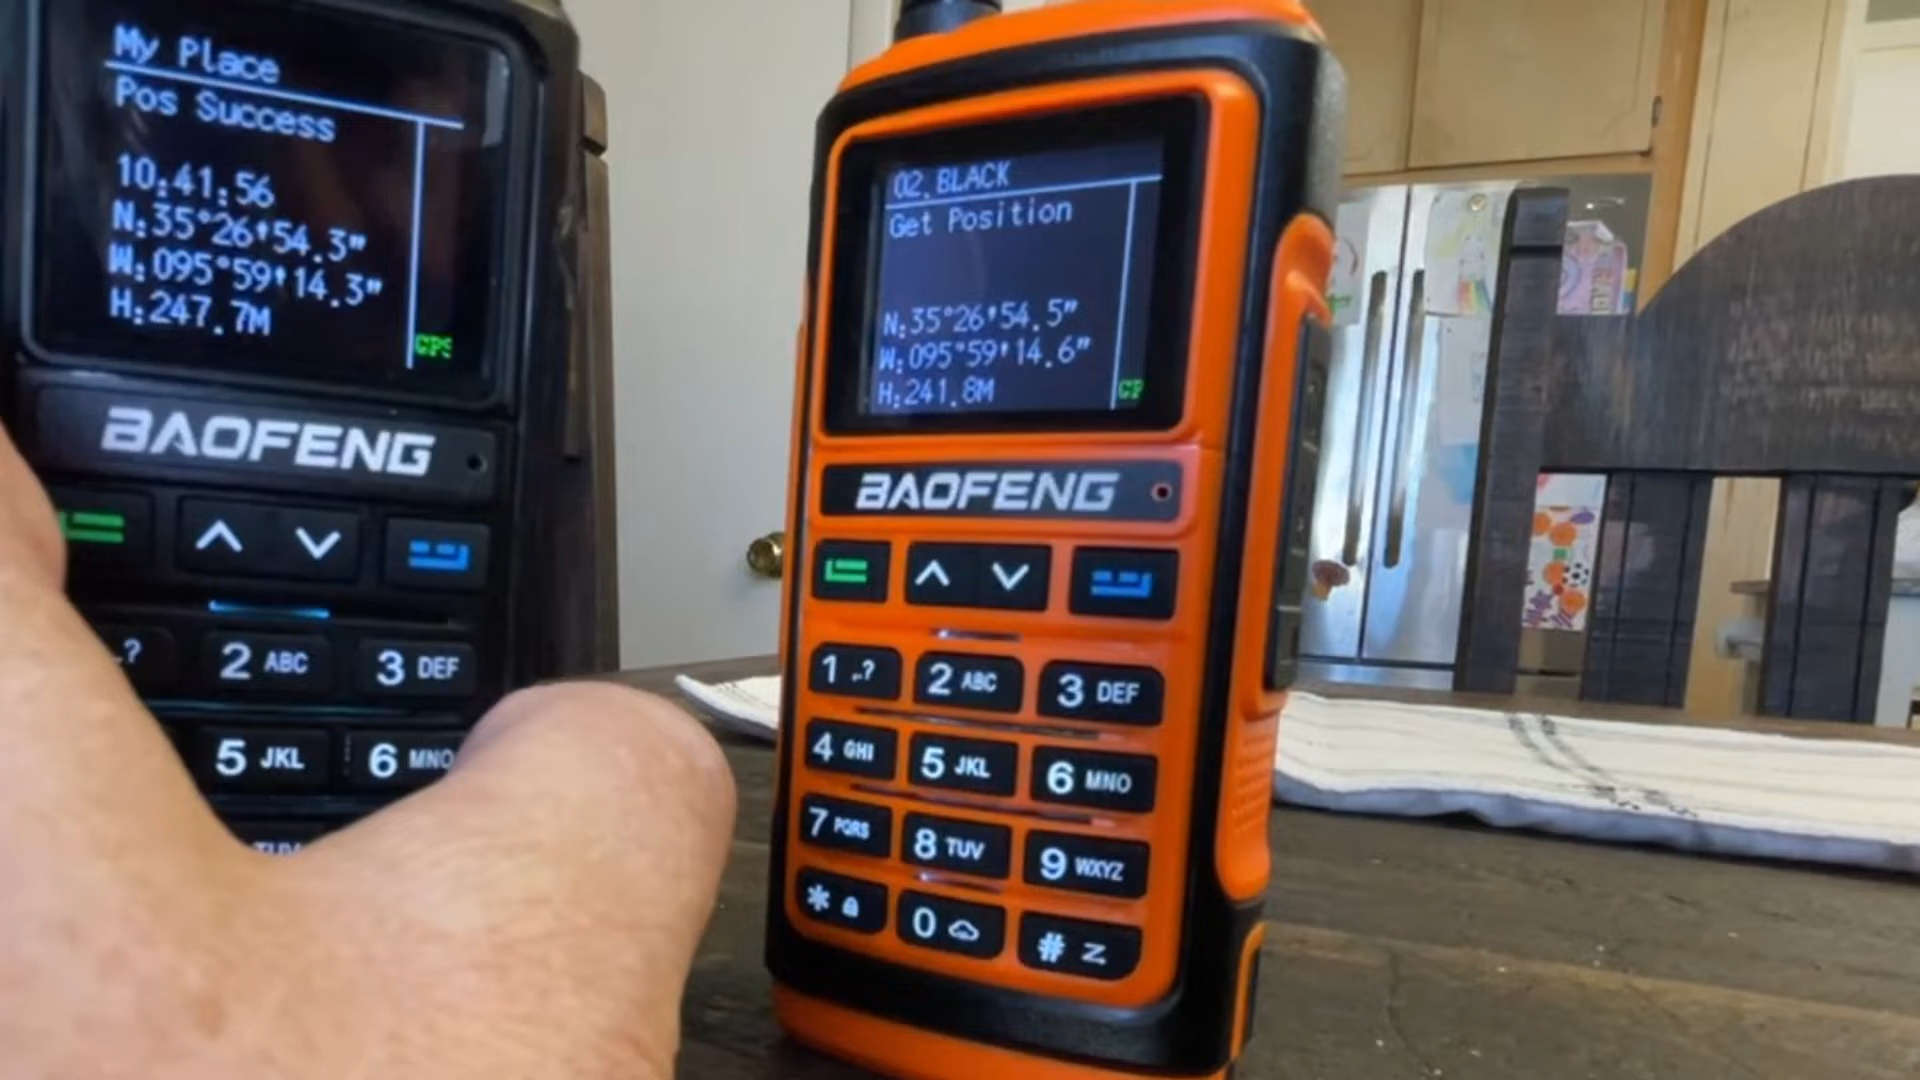 My Place
Pos Success
10:41:56
N:35°26'54.3"
W:095°59'14.3"
H:247.7M
GPS
BAOFENG
.?
2 ABC
3 DEF
5 JKL
6 MNO
02.BLACK
Get Position
N:35°26'54.5"
W:095°59'14.6"
H:241.8M
GP
BAOFENG
1 .,?
2 ABC
3 DEF
4 GHI
5 JKL
6 MNO
7 PQRS
8 TUV
9 WXYZ
*
0
#